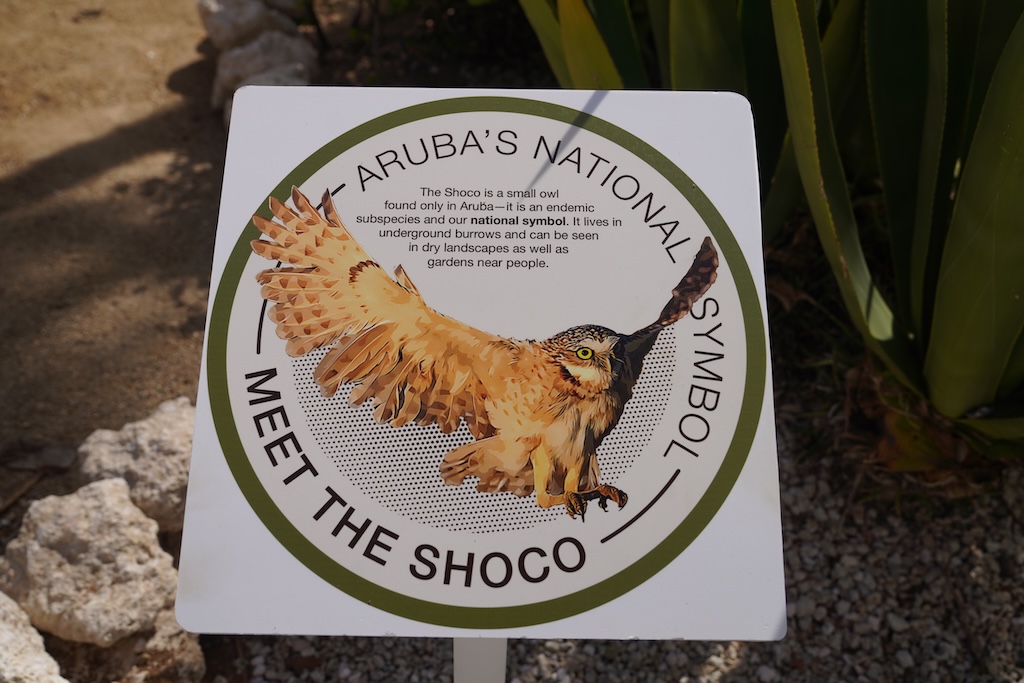 ARUBA'S NATIONAL SYMBOL
The Shoco is a small owl
found only in Aruba—it is an endemic
subspecies and our national symbol. It lives in
underground burrows and can be seen
in dry landscapes as well as
gardens near people.
MEET THE SHOCO